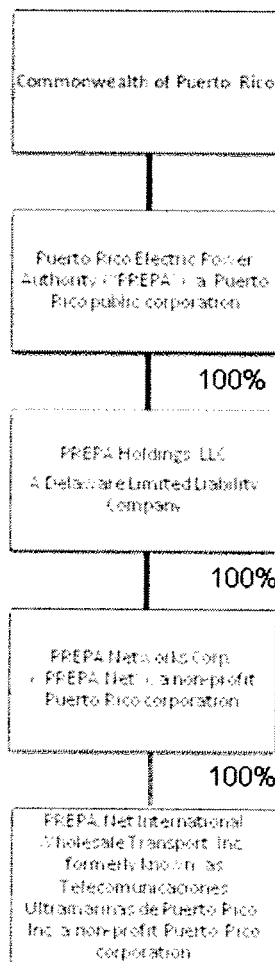 Commonwealth of Puerto Rico
Puerto Rico Electric Power
Authority ("PREPA"), a Puerto
Rico public corporation
100%
PREPA Holdings, LLC
A Delaware Limited Liability
Company
100%
PREPA Networks Corp.
("PREPA Net"), a non-profit
Puerto Rico corporation
100%
PREPA Net International
Wholesale Transport, Inc.
formerly known as
Telecomunicaciones
Ultramarinas de Puerto Rico
Inc. a non-profit Puerto Rico
corporation